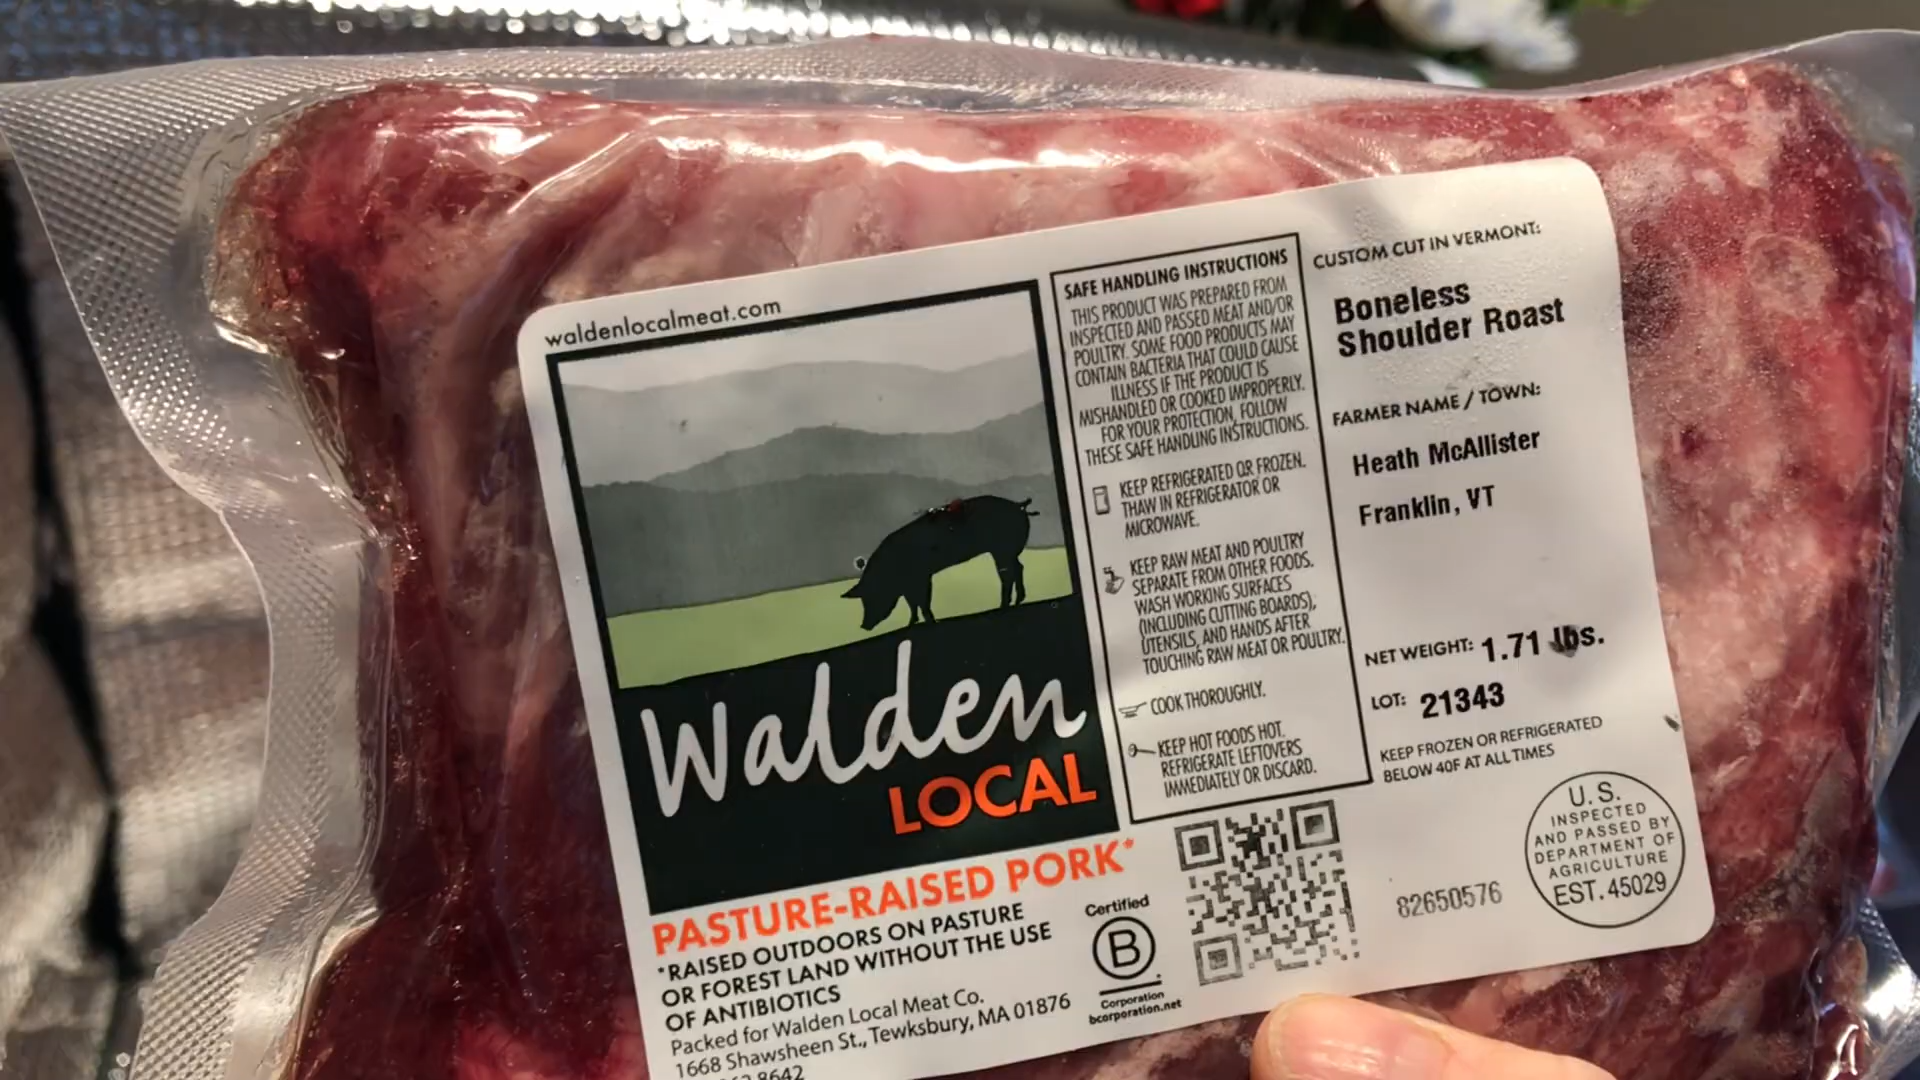 waldenlocalmeat.com
Walden
LOCAL
PASTURE-RAISED PORK*
*RAISED OUTDOORS ON PASTURE
OR FOREST LAND WITHOUT THE USE
OF ANTIBIOTICS
Packed for Walden Local Meat Co.
1668 Shawsheen St., Tewksbury, MA 01876
8642
SAFE HANDLING INSTRUCTIONS
THIS PRODUCT WAS PREPARED FROM
INSPECTED AND PASSED MEAT AND/OR
POULTRY. SOME FOOD PRODUCTS MAY
CONTAIN BACTERIA THAT COULD CAUSE
ILLNESS IF THE PRODUCT IS
MISHANDLED OR COOKED IMPROPERLY.
FOR YOUR PROTECTION, FOLLOW
THESE SAFE HANDLING INSTRUCTIONS.
KEEP REFRIGERATED OR FROZEN.
THAW IN REFRIGERATOR OR
MICROWAVE.
KEEP RAW MEAT AND POULTRY
SEPARATE FROM OTHER FOODS.
WASH WORKING SURFACES
(INCLUDING CUTTING BOARDS),
UTENSILS, AND HANDS AFTER
TOUCHING RAW MEAT OR POULTRY.
COOK THOROUGHLY.
KEEP HOT FOODS HOT.
REFRIGERATE LEFTOVERS
IMMEDIATELY OR DISCARD.
Certified
B
Corporation
bcorporation.net
CUSTOM CUT IN VERMONT:
Boneless
Shoulder Roast
FARMER NAME / TOWN:
Heath McAllister
Franklin, VT
NET WEIGHT: 1.71 lbs.
LOT: 21343
KEEP FROZEN OR REFRIGERATED
BELOW 40F AT ALL TIMES
82650576
U.S.
INSPECTED
AND PASSED BY
DEPARTMENT OF
AGRICULTURE
EST. 45029